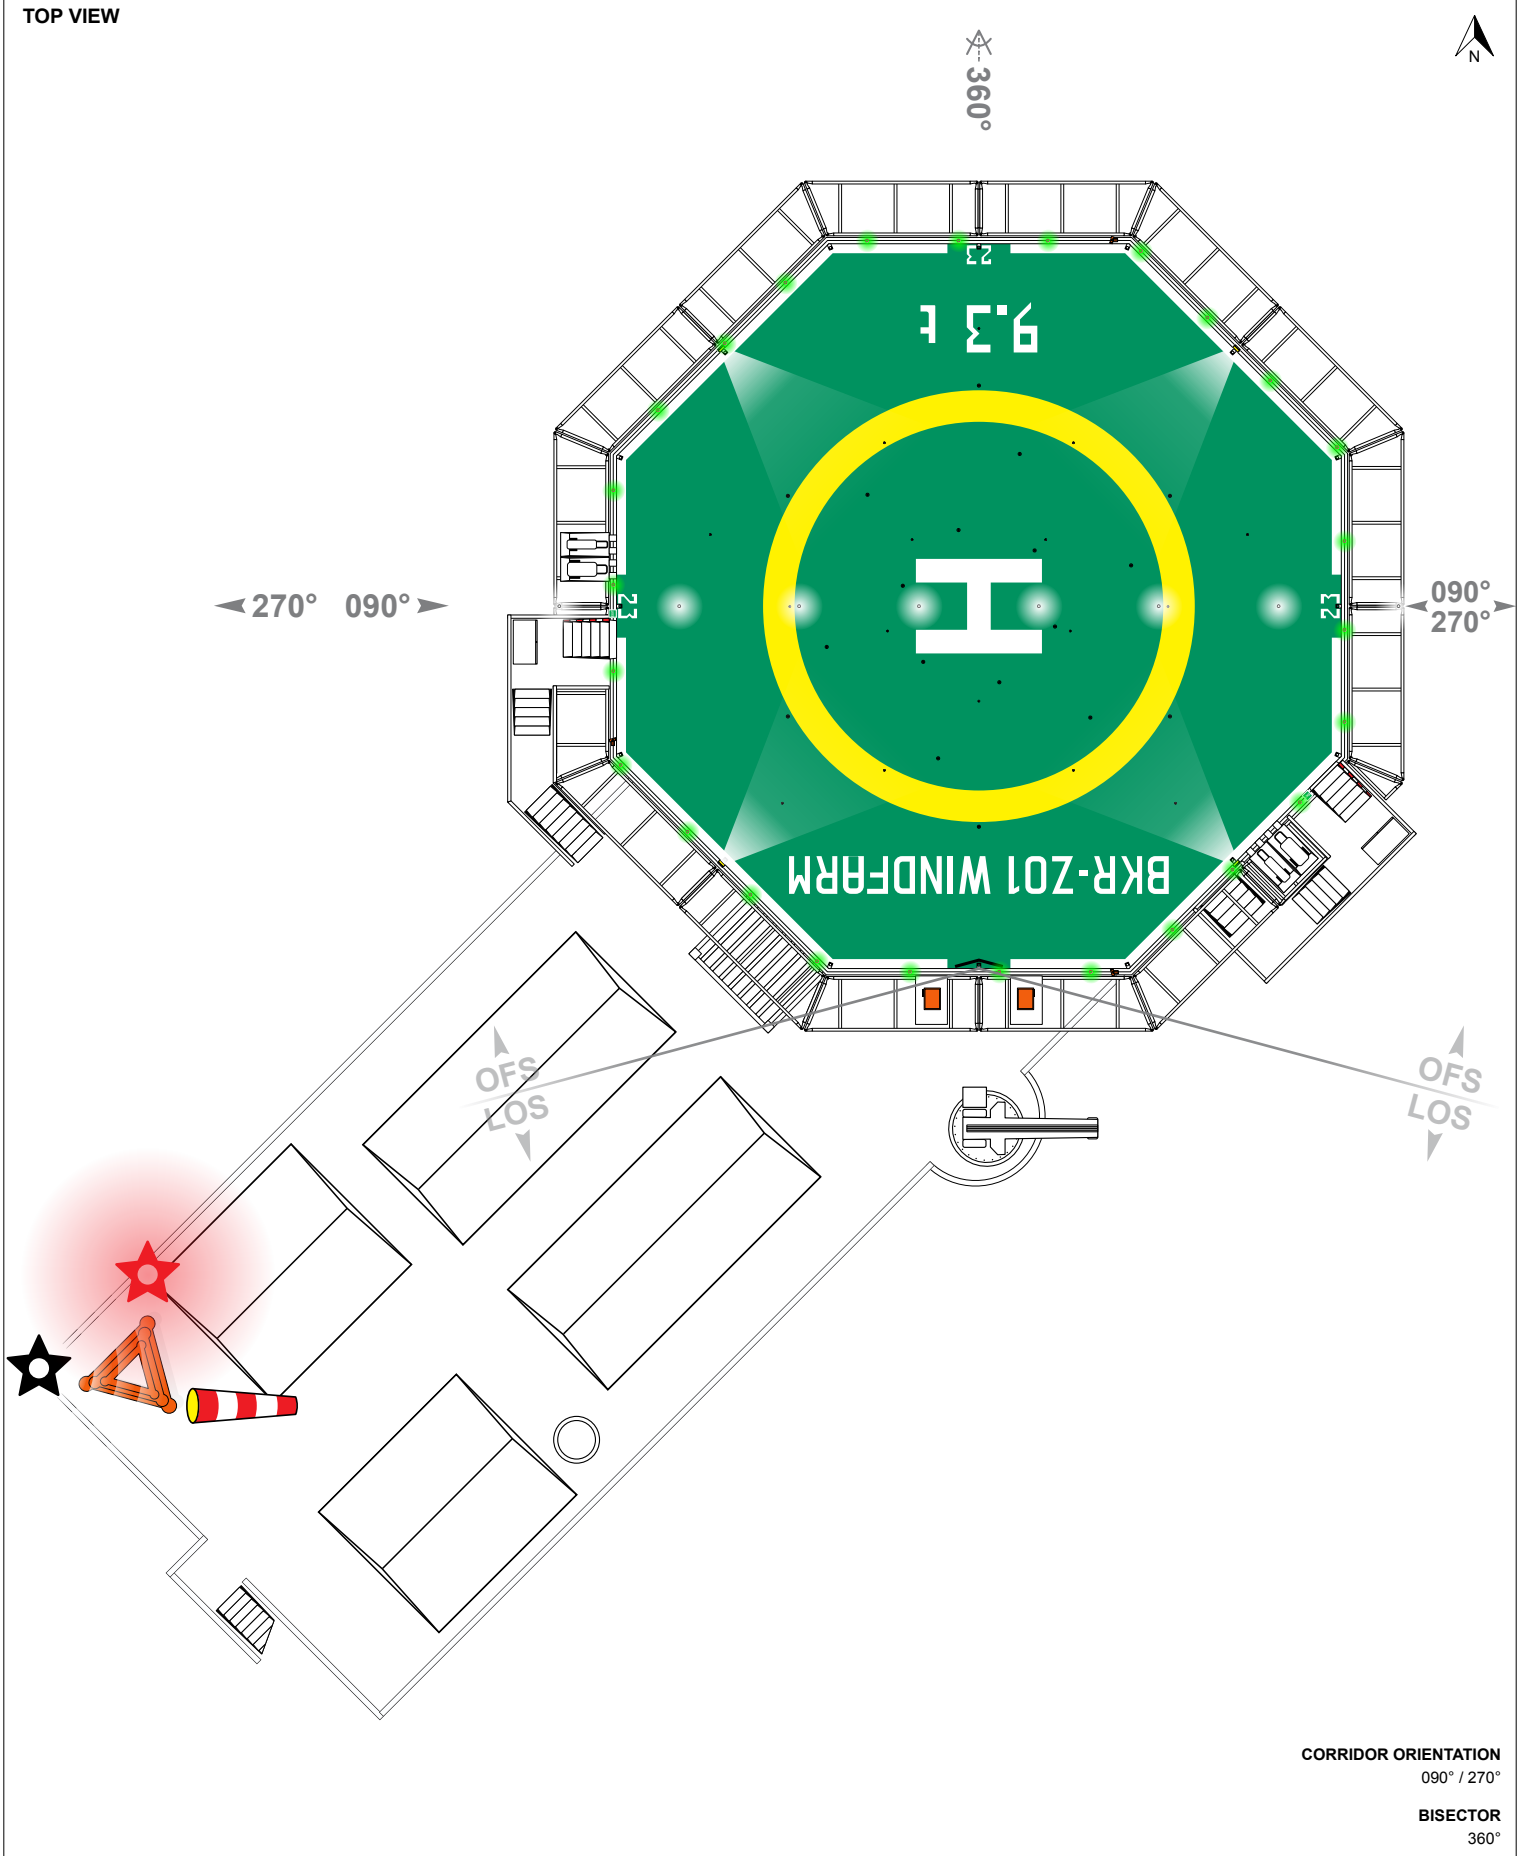 TOP VIEW
N
360°
23
9.3 t
270° 090°
23
H
23
090°
270°
BKR-Z01 WINDFARM
OFS
LOS
OFS
LOS
CORRIDOR ORIENTATION
090° / 270°
BISECTOR
360°